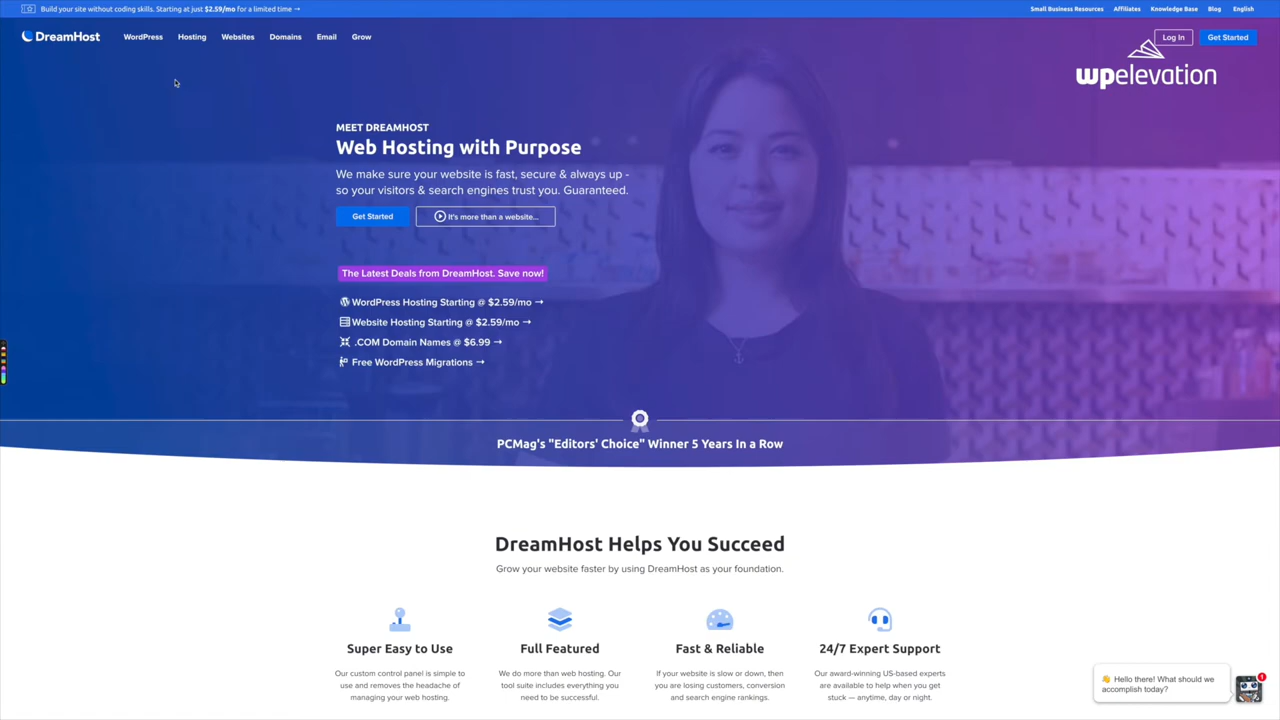 Build your site without coding skills. Starting at just $2.59/mo for a limited time →
Small Business Resources Affiliates Knowledge Base Blog English
DreamHost WordPress Hosting Websites Domains Email Grow Log In Get Started
wpelevation
MEET DREAMHOST
Web Hosting with Purpose
We make sure your website is fast, secure & always up -
so your visitors & search engines trust you. Guaranteed.
Get Started It's more than a website...
The Latest Deals from DreamHost. Save now!
WordPress Hosting Starting @ $2.59/mo →
Website Hosting Starting @ $2.59/mo →
.COM Domain Names @ $6.99 →
Free WordPress Migrations →
PCMag's "Editors' Choice" Winner 5 Years In a Row
DreamHost Helps You Succeed
Grow your website faster by using DreamHost as your foundation.
Super Easy to Use
Our custom control panel is simple to
use and removes the headache of
managing your web hosting.
Full Featured
We do more than web hosting. Our
tool suite includes everything you
need to be successful.
Fast & Reliable
If your website is slow or down, then
you are losing customers, conversion
and search engine rankings.
24/7 Expert Support
Our award-winning US-based experts
are available to help when you get
stuck — anytime, day or night.
👋 Hello there! What should we
accomplish today?
1